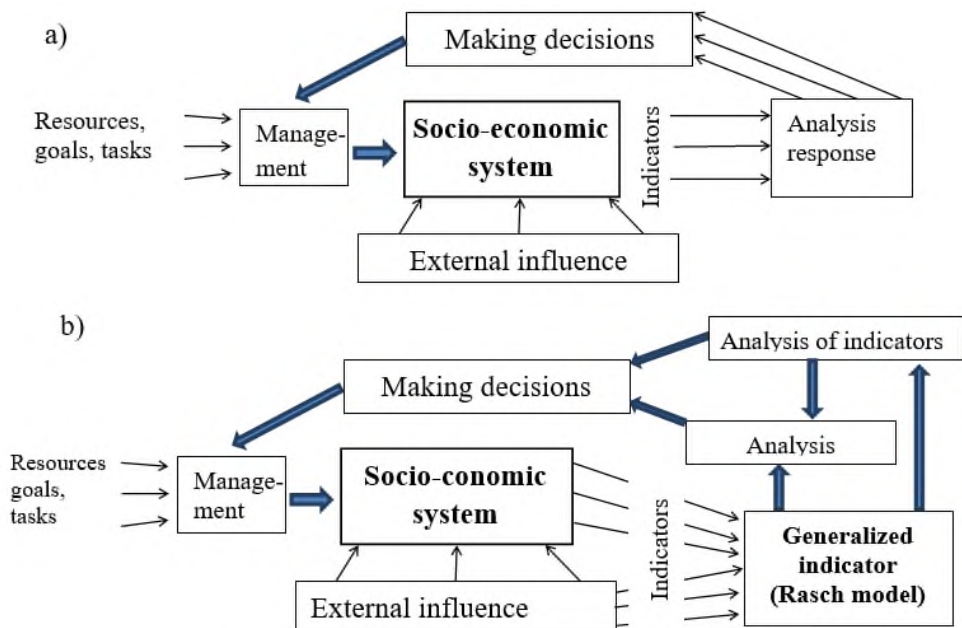 a)
Making decisions
Resources,
goals, tasks
Manage-
ment
Socio-economic
system
Indicators
Analysis
response
External influence
b)
Analysis of indicators
Making decisions
Analysis
Resources
goals,
tasks
Manage-
ment
Socio-conomic
system
Indicators
Generalized
indicator
(Rasch model)
External influence